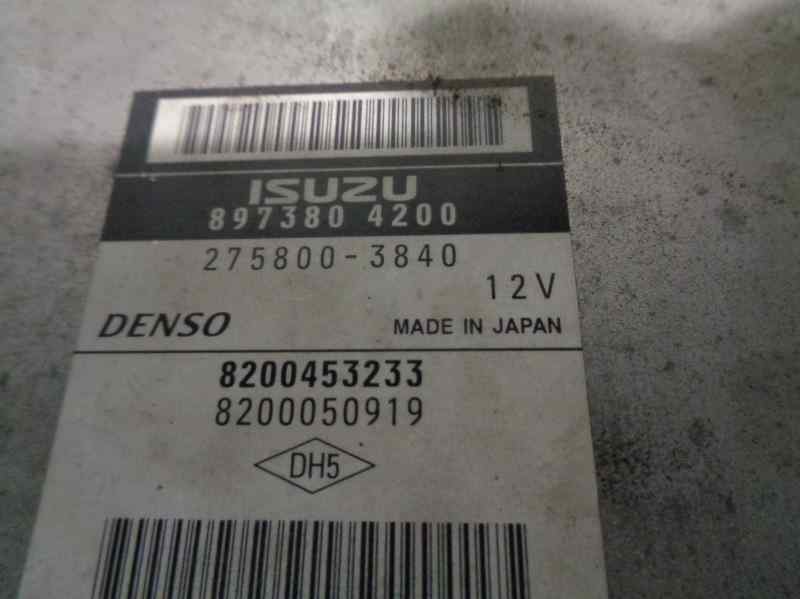 ISUZU
897380 4200
275800-3840
12V
DENSO MADE IN JAPAN
8200453233
8200050919
DH5